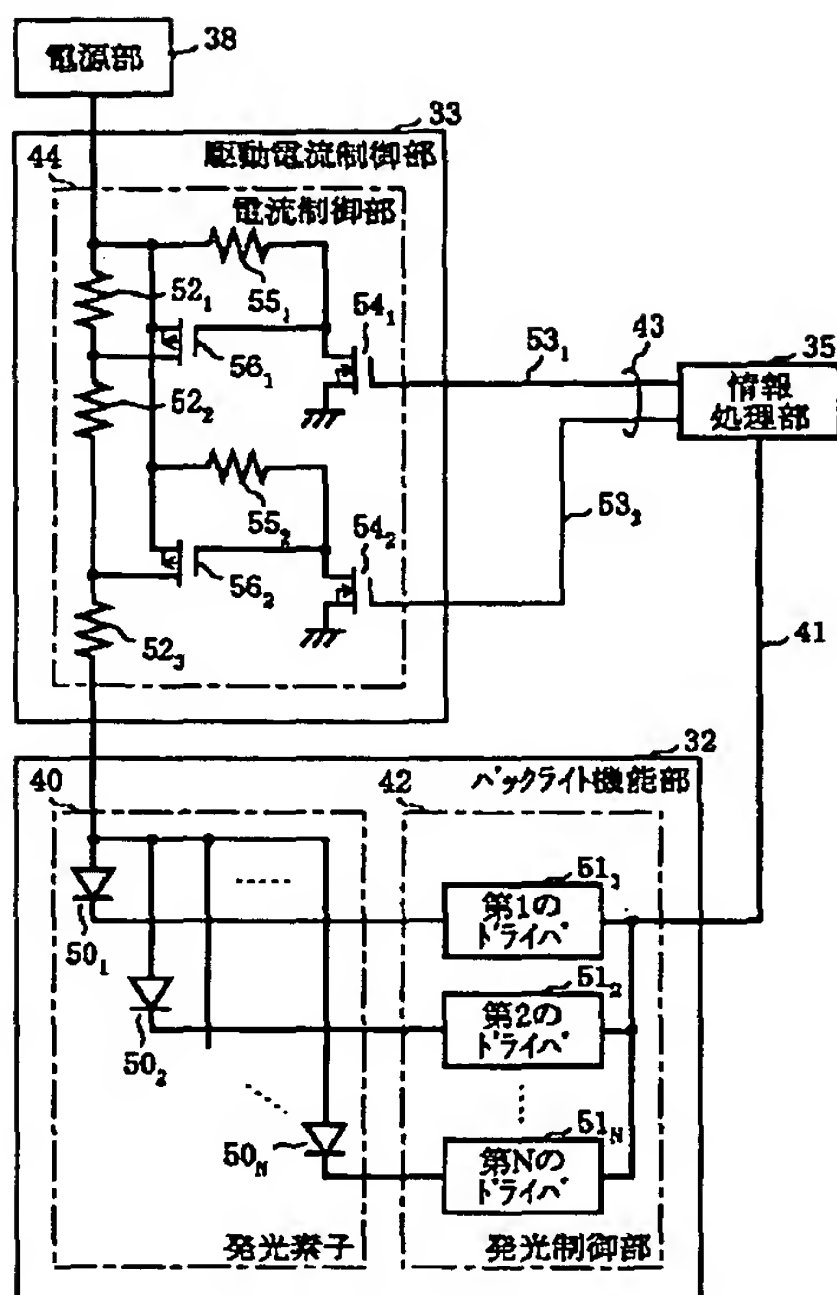 電源部
38
33
44
駆動電流制御部
電流制御部
52₁
55₁
54₁
56₁
53₁
43
35
情報
処理部
52₂
55₂
54₂
53₂
56₂
52₃
41
32
40
42
バックライト機能部
51₁
第1の
ドライバ
50₁
51₂
第2の
ドライバ
50₂
51N
50N
第Nの
ドライバ
発光素子
発光制御部